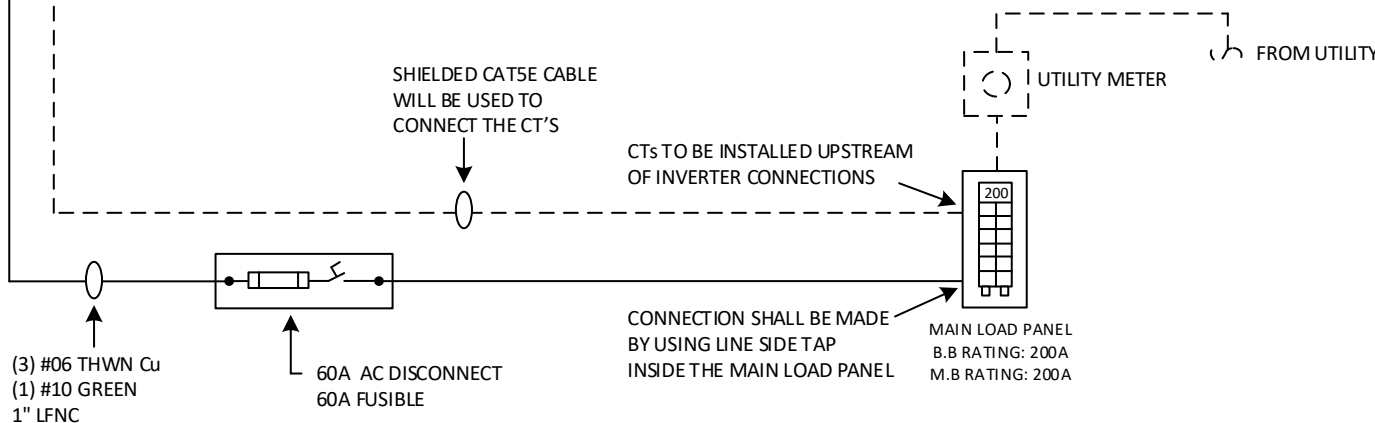 FROM UTILITY
UTILITY METER
SHIELDED CAT5E CABLE
WILL BE USED TO
CONNECT THE CT'S
CTs TO BE INSTALLED UPSTREAM
OF INVERTER CONNECTIONS
200
CONNECTION SHALL BE MADE
BY USING LINE SIDE TAP
INSIDE THE MAIN LOAD PANEL
MAIN LOAD PANEL
B.B RATING: 200A
M.B RATING: 200A
(3) #06 THWN Cu
(1) #10 GREEN
1" LFNC
60A AC DISCONNECT
60A FUSIBLE